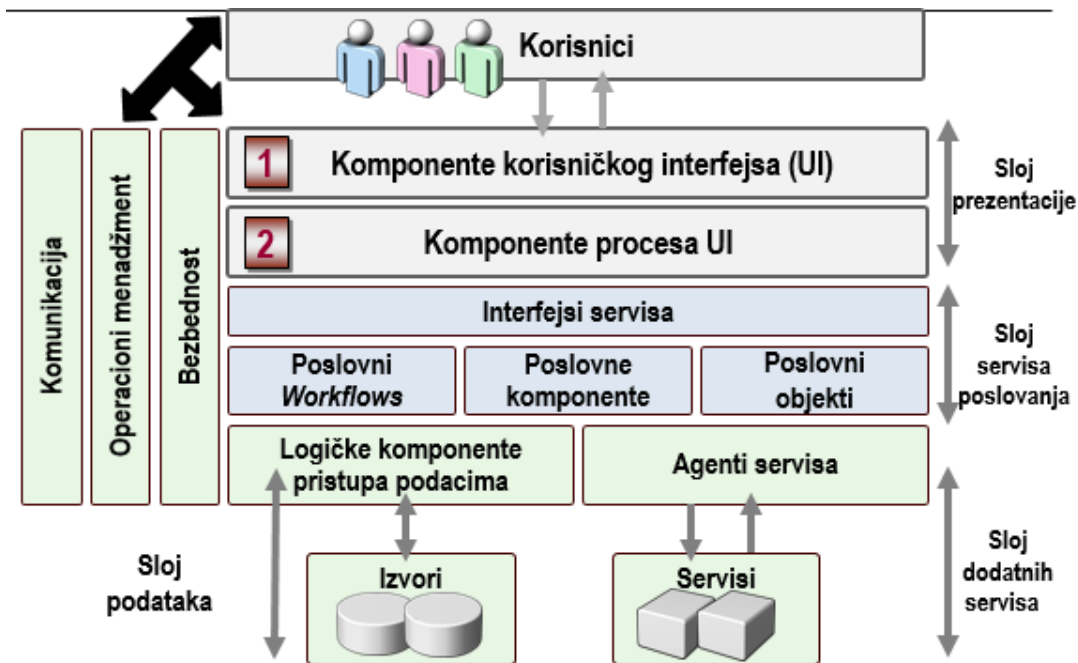 Korisnici
1
Komponente korisničkog interfejsa (UI)
2
Komponente procesa UI
Sloj
prezentacije
Komunikacija
Operacioni menadžment
Bezbednost
Interfejsi servisa
Poslovni
Workflows
Poslovne
komponente
Poslovni
objekti
Sloj
servisa
poslovanja
Logičke komponente
pristupa podacima
Agenti servisa
Sloj
podataka
Izvori
Servisi
Sloj
dodatnih
servisa